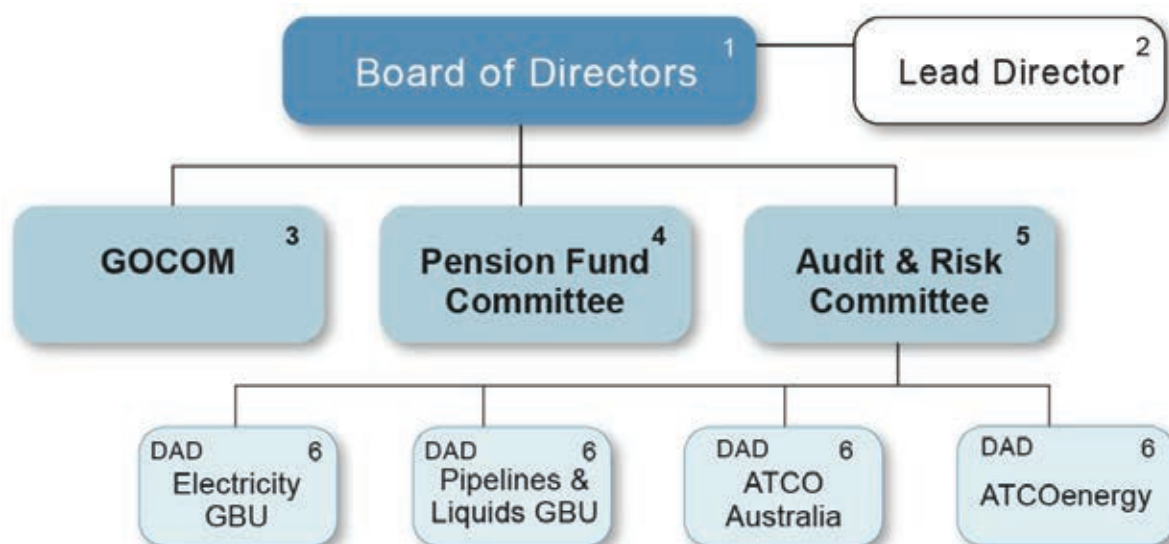 1
Board of Directors
2
Lead Director
3
GOCOM
4
Pension Fund
Committee
5
Audit & Risk
Committee
DAD 6
Electricity
GBU
DAD 6
Pipelines &
Liquids GBU
DAD 6
ATCO
Australia
DAD 6
ATCOenergy